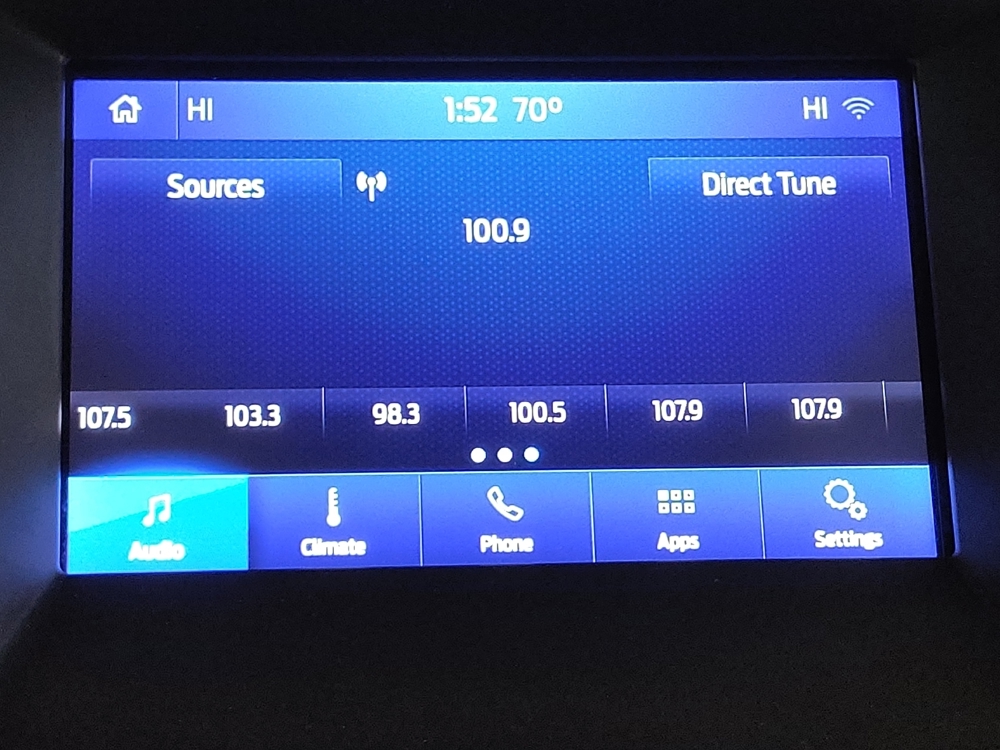 HI 1:52 70° HI
Sources Direct Tune
100.9
107.5 103.3 98.3 100.5 107.9 107.9
Audio Climate Phone Apps Settings